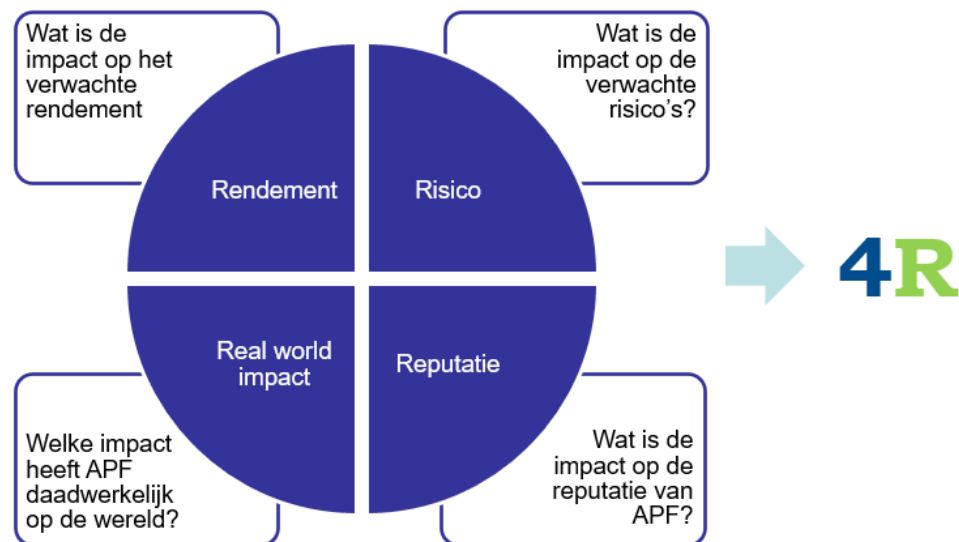 Wat is de
impact op het
verwachte
rendement
Wat is de
impact op de
verwachte
risico's?
Rendement
Risico
4R
Real world
impact
Reputatie
Welke impact
heeft APF
daadwerkelijk
op de wereld?
Wat is de
impact op de
reputatie van
APF?